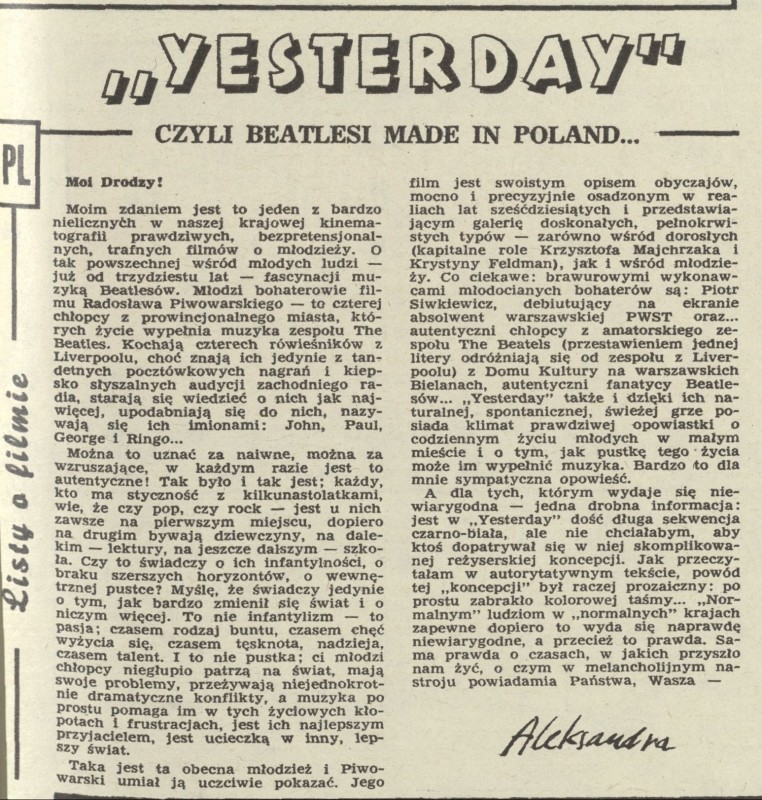 „YESTERDAY“
CZYLI BEATLESI MADE IN POLAND...
PL
Listy o filmie
Moi Drodzy!
Moim zdaniem jest to jeden z bardzo
nielicznych w naszej krajowej kinema-
tografii prawdziwych, bezpretensjonal-
nych, trafnych filmów o młodzieży. O
tak powszechnej wśród młodych ludzi —
już od trzydziestu lat — fascynacji mu-
zyką Beatlesów. Młodzi bohaterowie fil-
mu Radosława Piwowarskiego — to czterej
chłopcy z prowincjonalnego miasta, któ-
rych życie wypełnia muzyka zespołu The
Beatles. Kochają czterech rówieśników z
Liverpoolu, choć znają ich jedynie z tan-
detnych pocztówkowych nagrań i kiep-
sko słyszalnych audycji zachodniego ra-
dia, starają się wiedzieć o nich jak naj-
więcej, upodabniają się do nich, nazy-
wają się ich imionami: John, Paul,
George i Ringo...
Można to uznać za naiwne, można za
wzruszające, w każdym razie jest to
autentyczne! Tak było i tak jest; każdy,
kto ma styczność z kilkunastolatkami,
wie, że czy pop, czy rock — jest u nich
zawsze na pierwszym miejscu, dopiero
na drugim bywają dziewczyny, na dale-
kim — lektury, na jeszcze dalszym — szko-
ła. Czy to świadczy o ich infantylności, o
braku szerszych horyzontów, o wewnę-
trznej pustce? Myślę, że świadczy jedynie
o tym, jak bardzo zmienił się świat i o
niczym więcej. To nie infantylizm — to
pasja; czasem rodzaj buntu, czasem chęć
wyżycia się, czasem tęsknota, nadzieja,
czasem talent. I to nie pustka; ci młodzi
chłopcy niegłupio patrzą na świat, mają
swoje problemy, przeżywają niejednokrot-
nie dramatyczne konflikty, a muzyka po
prostu pomaga im w tych życiowych kło-
potach i frustracjach, jest ich najlepszym
przyjacielem, jest ucieczką w inny, lep-
szy świat.
Taka jest ta obecna młodzież i Piwo-
warski umiał ją uczciwie pokazać. Jego
film jest swoistym opisem obyczajów,
mocno i precyzyjnie osadzonym w rea-
liach lat sześćdziesiątych i przedstawia-
jącym galerię doskonałych, pełnokrwi-
stych typów — zarówno wśród dorosłych
(kapitalne role Krzysztofa Majchrzaka i
Krystyny Feldman), jak i wśród młodzie-
ży. Co ciekawe: brawurowymi wykonaw-
cami młodocianych bohaterów są: Piotr
Siwkiewicz, debiutujący na ekranie
absolwent warszawskiej PWST oraz...
autentyczni chłopcy z amatorskiego ze-
społu The Beatels (przestawieniem jednej
litery odróżniają się od zespołu z Liver-
poolu) z Domu Kultury na warszawskich
Bielanach, autentyczni fanatycy Beatle-
sów... „Yesterday” także i dzięki ich na-
turalnej, spontanicznej, świeżej grze po-
siada klimat prawdziwej opowiastki o
codziennym życiu młodych w małym
mieście i o tym, jak pustkę tego życia
może im wypełnić muzyka. Bardzo to dla
mnie sympatyczna opowieść.
A dla tych, którym wydaje się nie-
wiarygodna — jedna drobna informacja:
jest w „Yesterday” dość długa sekwencja
czarno-biała, ale nie chciałabym, aby
ktoś dopatrywał się w niej skomplikowa-
nej reżyserskiej koncepcji. Jak przeczy-
tałam w autorytatywnym tekście, powód
tej „koncepcji” był raczej prozaiczny: po
prostu zabrakło kolorowej taśmy... „Nor-
malnym” ludziom w „normalnych” krajach
zapewne dopiero to wyda się naprawdę
niewiarygodne, a przecież to prawda. Sa-
ma prawda o czasach, w jakich przyszło
nam żyć, o czym w melancholijnym na-
stroju powiadamia Państwa, Wasza —
Aleksandra